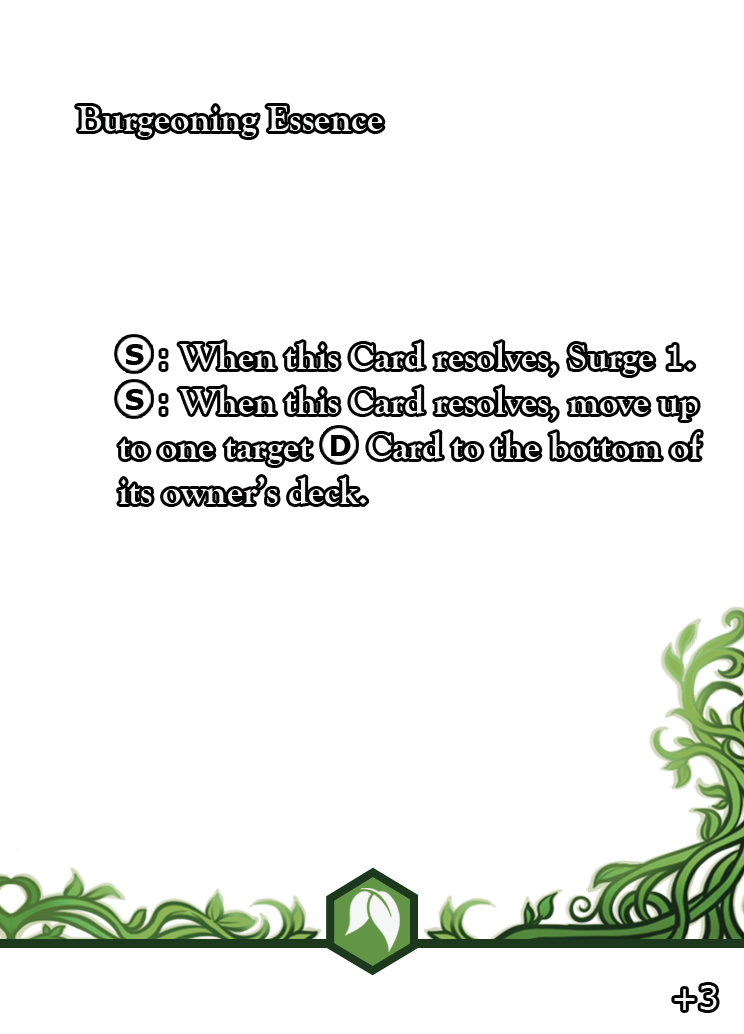 Burgeoning Essence
Ⓢ: When this Card resolves, Surge 1.
Ⓢ: When this Card resolves, move up
to one target Ⓓ Card to the bottom of
its owner’s deck.
+3